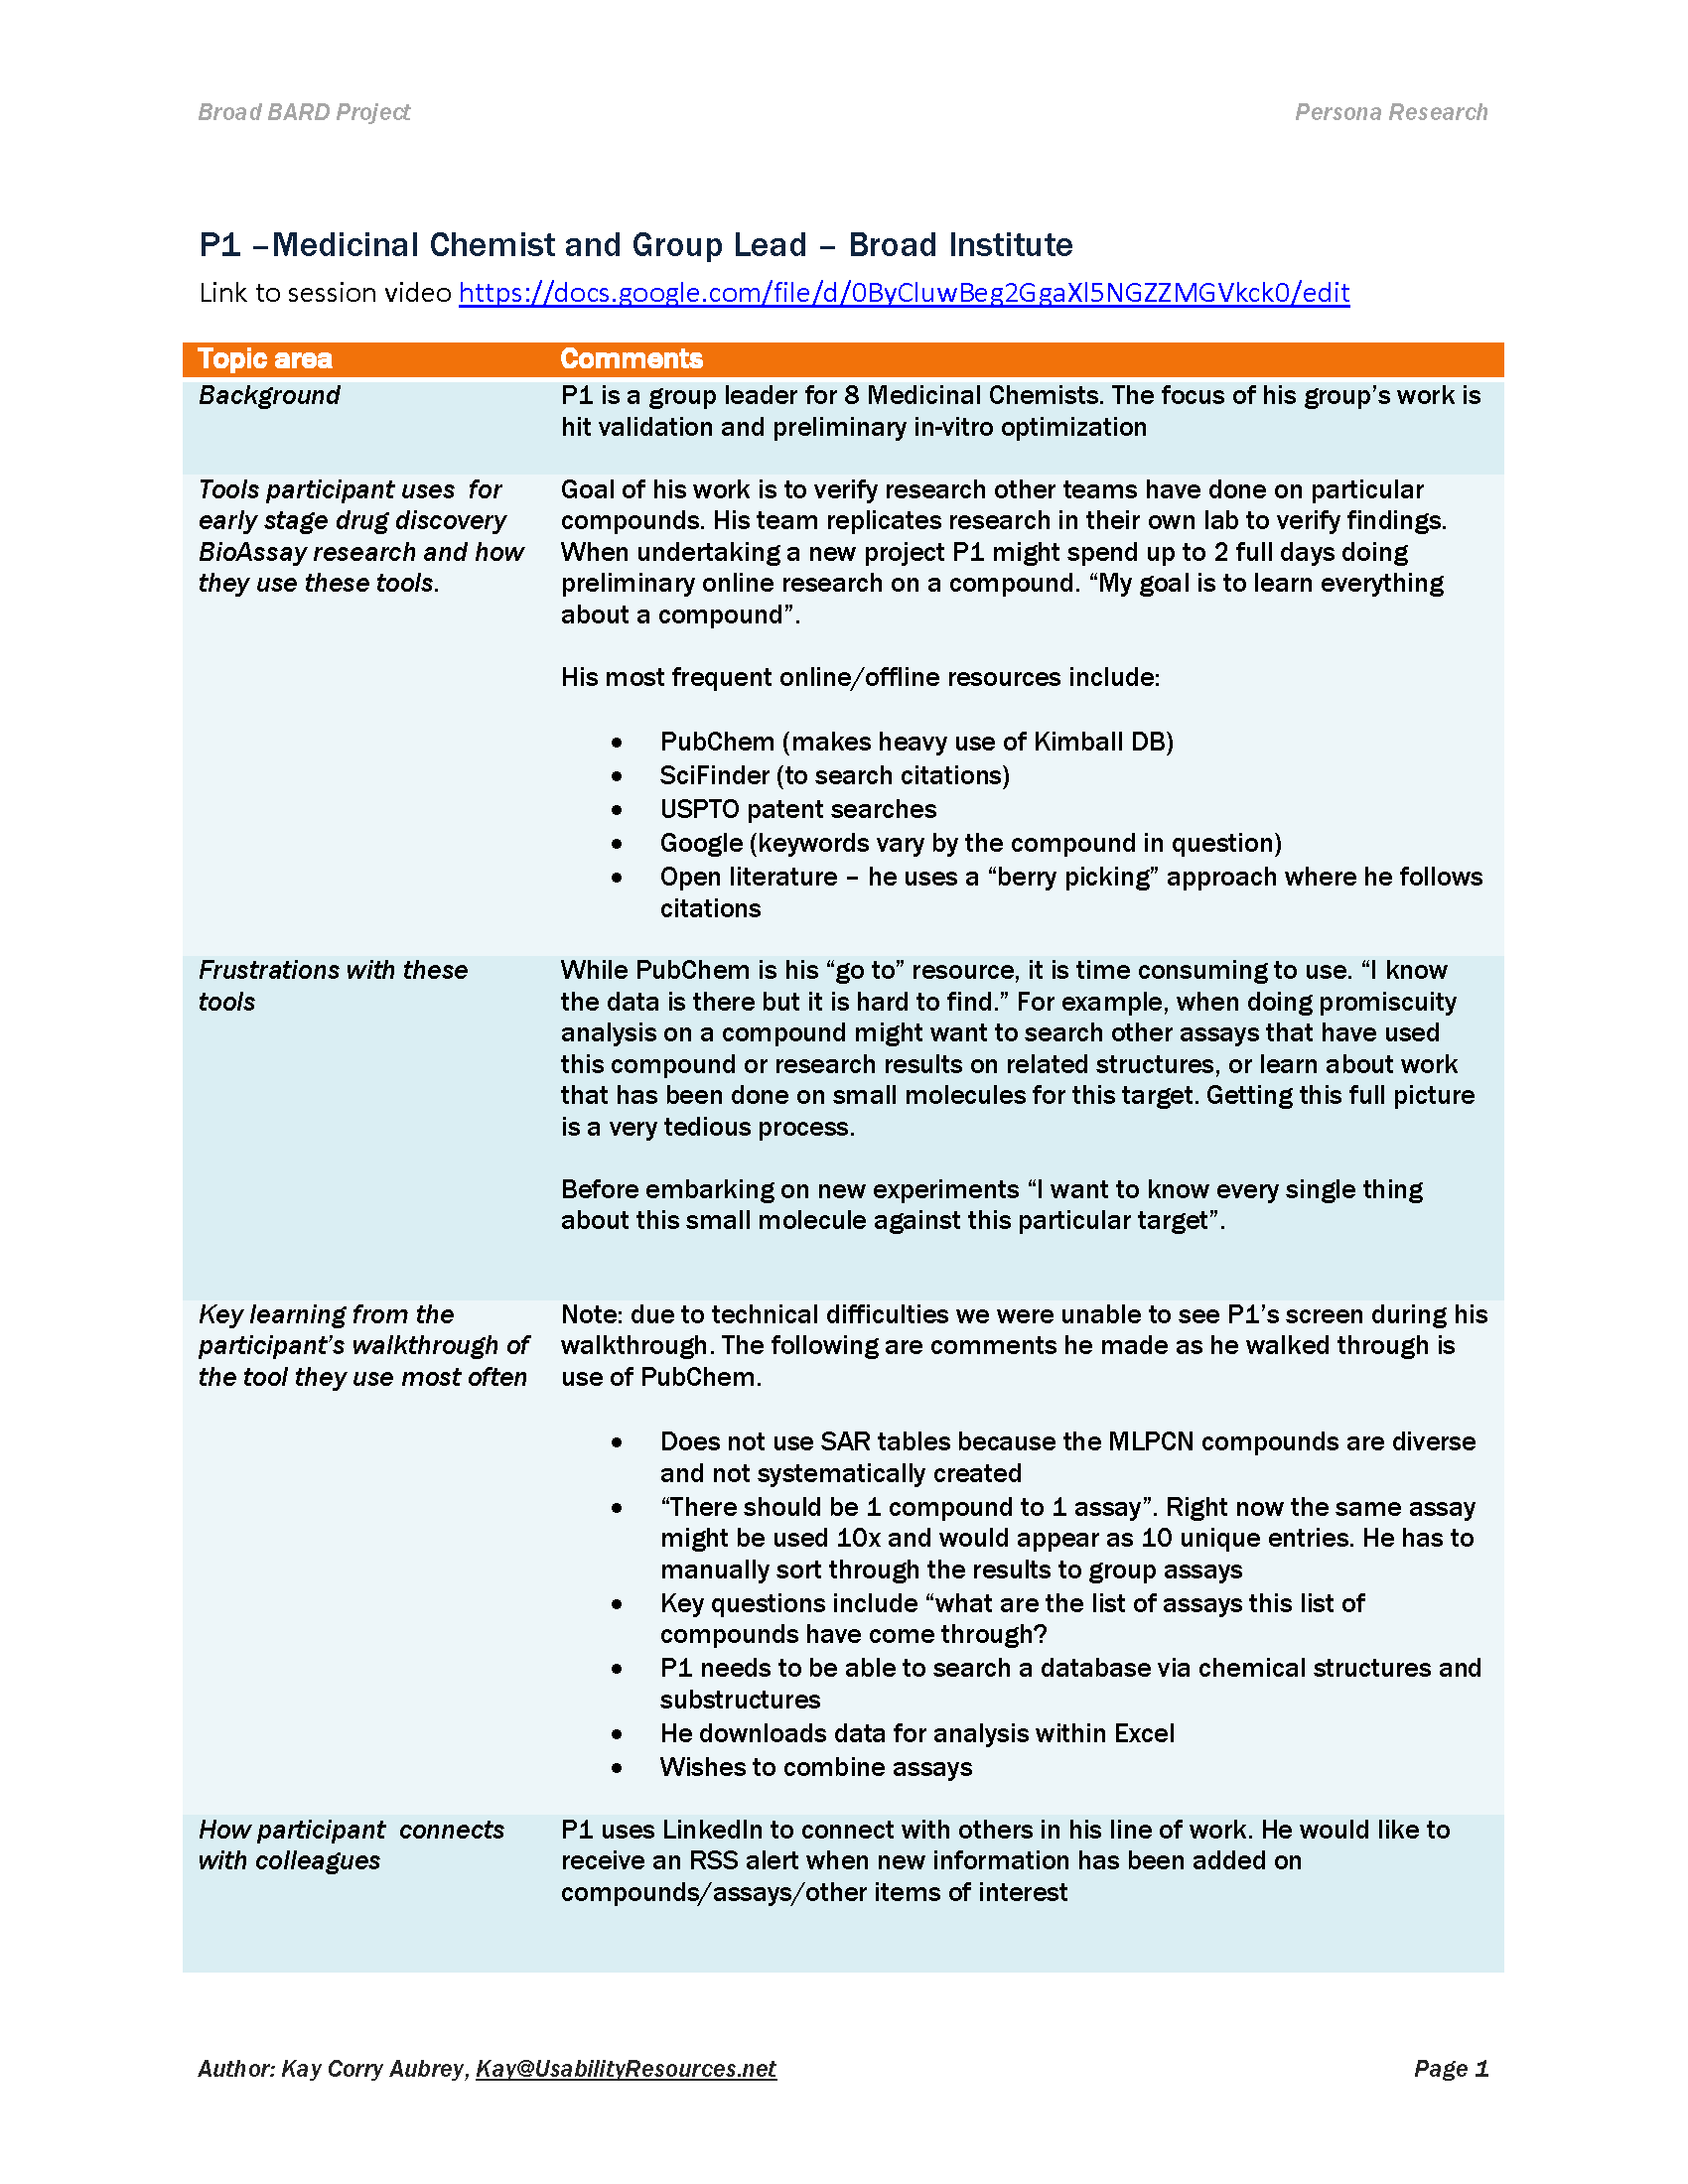 Broad BARD Project Persona Research
P1 –Medicinal Chemist and Group Lead – Broad Institute
Link to session video https://docs.google.com/file/d/0ByCluwBeg2GgaXl5NGZZMGVkck0/edit
Topic area Comments
Background P1 is a group leader for 8 Medicinal Chemists. The focus of his group’s work is
hit validation and preliminary in-vitro optimization
Tools participant uses for
early stage drug discovery
BioAssay research and how
they use these tools.
Goal of his work is to verify research other teams have done on particular
compounds. His team replicates research in their own lab to verify findings.
When undertaking a new project P1 might spend up to 2 full days doing
preliminary online research on a compound. “My goal is to learn everything
about a compound”.
His most frequent online/offline resources include:
• PubChem (makes heavy use of Kimball DB)
• SciFinder (to search citations)
• USPTO patent searches
• Google (keywords vary by the compound in question)
• Open literature – he uses a “berry picking” approach where he follows
citations
Frustrations with these
tools
While PubChem is his “go to” resource, it is time consuming to use. “I know
the data is there but it is hard to find.” For example, when doing promiscuity
analysis on a compound might want to search other assays that have used
this compound or research results on related structures, or learn about work
that has been done on small molecules for this target. Getting this full picture
is a very tedious process.
Before embarking on new experiments “I want to know every single thing
about this small molecule against this particular target”.
Key learning from the
participant’s walkthrough of
the tool they use most often
Note: due to technical difficulties we were unable to see P1’s screen during his
walkthrough. The following are comments he made as he walked through is
use of PubChem.
• Does not use SAR tables because the MLPCN compounds are diverse
and not systematically created
• “There should be 1 compound to 1 assay”. Right now the same assay
might be used 10x and would appear as 10 unique entries. He has to
manually sort through the results to group assays
• Key questions include “what are the list of assays this list of
compounds have come through?
• P1 needs to be able to search a database via chemical structures and
substructures
• He downloads data for analysis within Excel
• Wishes to combine assays
How participant connects
with colleagues
P1 uses LinkedIn to connect with others in his line of work. He would like to
receive an RSS alert when new information has been added on
compounds/assays/other items of interest
Author: Kay Corry Aubrey, Kay@UsabilityResources.net Page 1